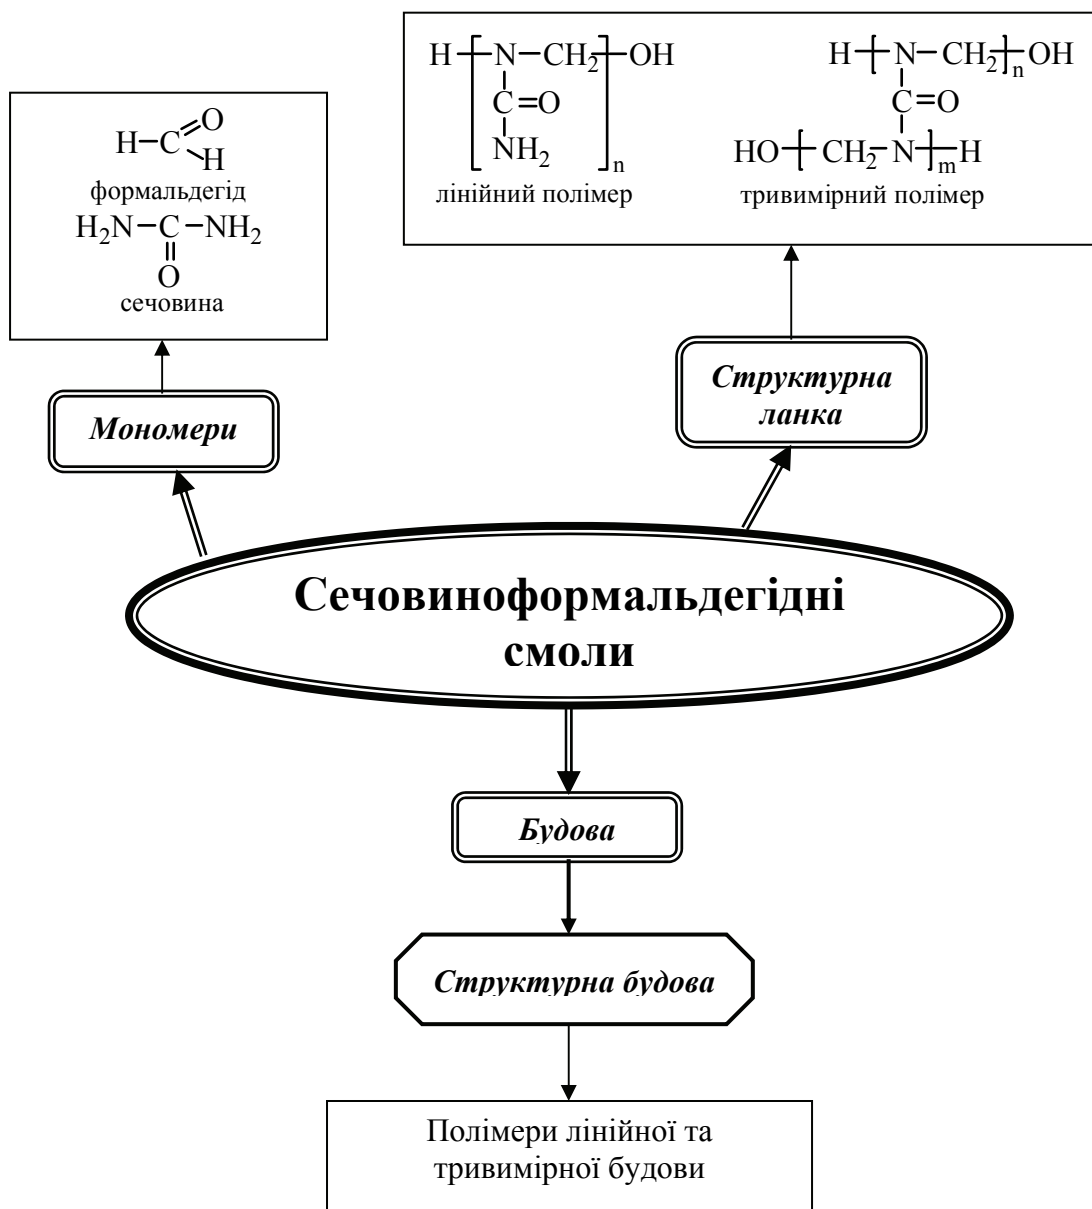 H–[N–CH2]–OH
C=O
NH2
n
лінійний полімер
H–[N–CH2]n–OH
C=O
HO–[CH2–N]m–H
тривимірний полімер
H–C=O
H
формальдегід
H2N–C–NH2
O
сечовина
Структурна
ланка
Мономери
Сечовиноформальдегідні
смоли
Будова
Структурна будова
Полімери лінійної та
тривимірної будови